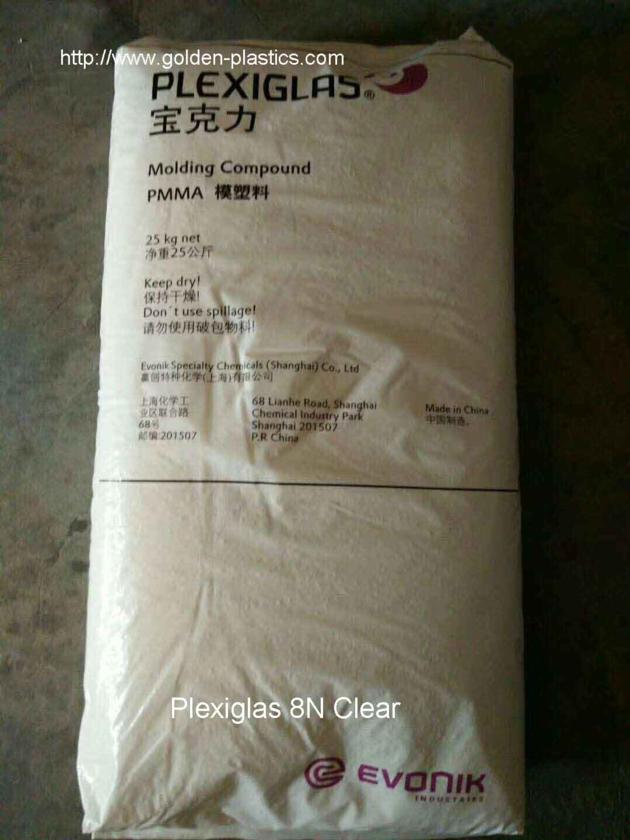 http://www.golden-plastics.com
PLEXIGLAS®
宝克力
Molding Compound
PMMA 模塑料
25 kg net
净重25公斤
Keep dry!
保持干燥!
Don´t use spillage!
请勿使用破包物料!
Evonik Specialty Chemicals (Shanghai) Co., Ltd
赢创特种化学(上海)有限公司
上海化学工
业区联合路
68号
邮编:201507
68 Lianhe Road, Shanghai
Chemical Industry Park
Shanghai 201507
P.R China
Made in China
中国制造。
Plexiglas 8N Clear
EVONIK
INDUSTRIES